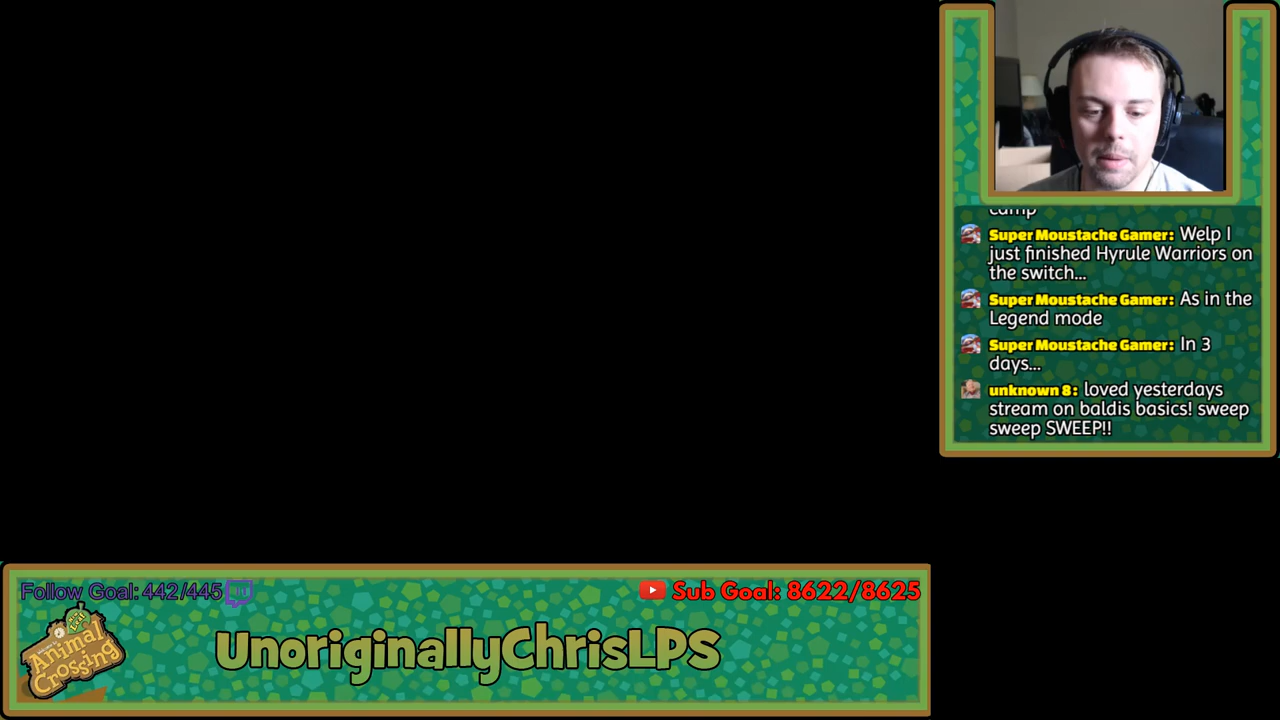 camp
Super Moustache Gamer: Welp I
just finished Hyrule Warriors on
the switch...
Super Moustache Gamer: As in the
Legend mode
Super Moustache Gamer: In 3
days...
unknown 8: loved yesterdays
stream on baldis basics! sweep
sweep SWEEP!!
Follow Goal: 442/445
Sub Goal: 8622/8625
Animal
Crossing
UnoriginallyChrisLPS